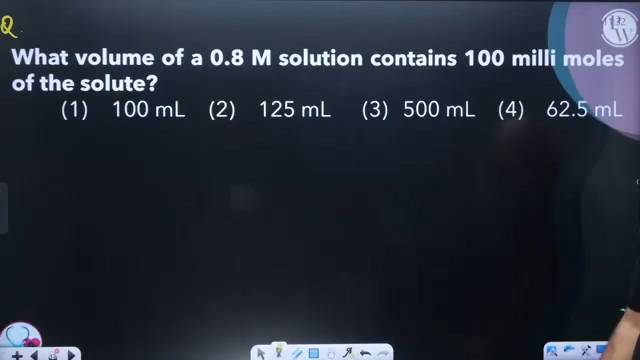 Q.
What volume of a 0.8 M solution contains 100 milli moles
of the solute?
(1) 100 mL (2) 125 mL (3) 500 mL (4) 62.5 mL